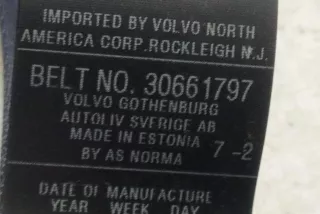 IMPORTED BY VOLVO NORTH
AMERICA CORP. ROCKLEIGH N.J.
BELT NO. 30661797
VOLVO GOTHENBURG
AUTOLIV SVERIGE AB
MADE IN ESTONIA 7-2
BY AS NORMA
DATE OF MANUFACTURE
YEAR WEEK DAY